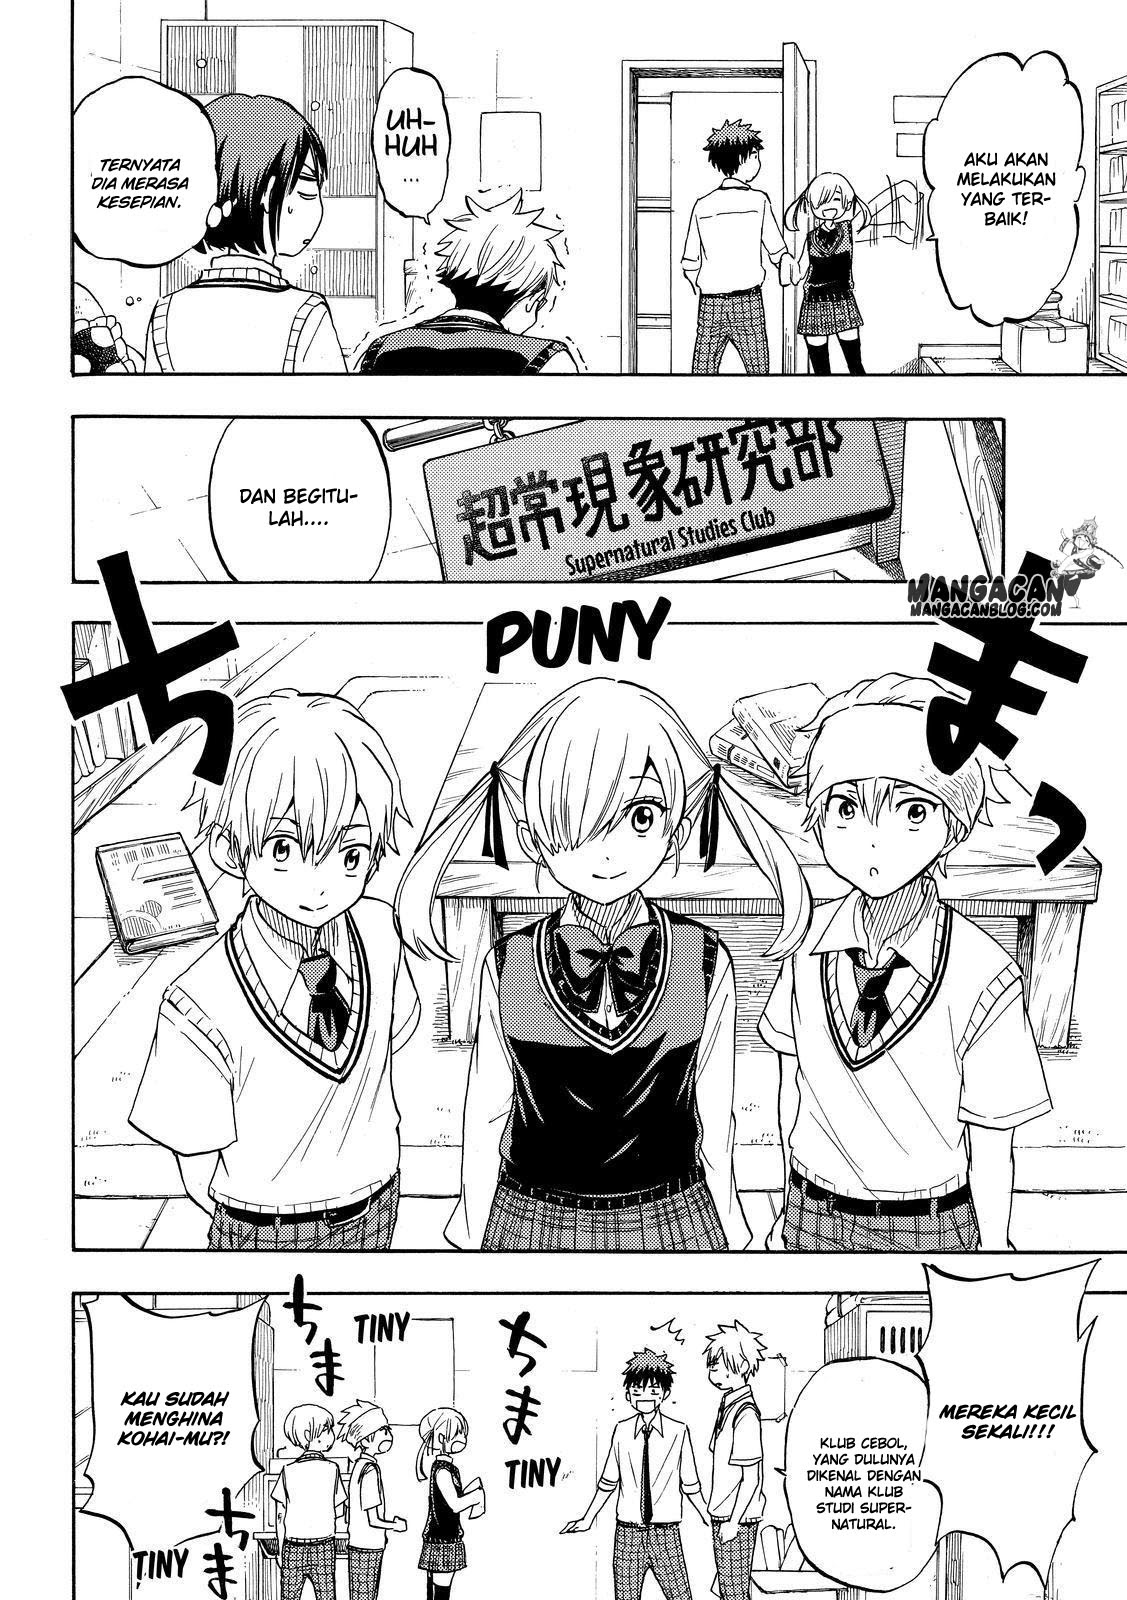 AKU AKAN
MELAKUKAN
YANG TER-
BAIK!
UH-
HUH
...
TERNYATA
DIA MERASA
KESEPIAN.
超常現象研究部
Supernatural Studies Club
DAN BEGITU-
LAH....
MANGACAN
MANGACANBLOG.COM
ちまっ
PUNY
MEREKA KECIL
SEKALI!!!
KLUB CEBOL,
YANG DULUNYA
DIKENAL DENGAN
NAMA KLUB
STUDI SUPER-
NATURAL.
ちまま
TINY
ちまま
TINY
KAU SUDAH
MENGHINA
KOHAI-MU?!
ちまま
TINY